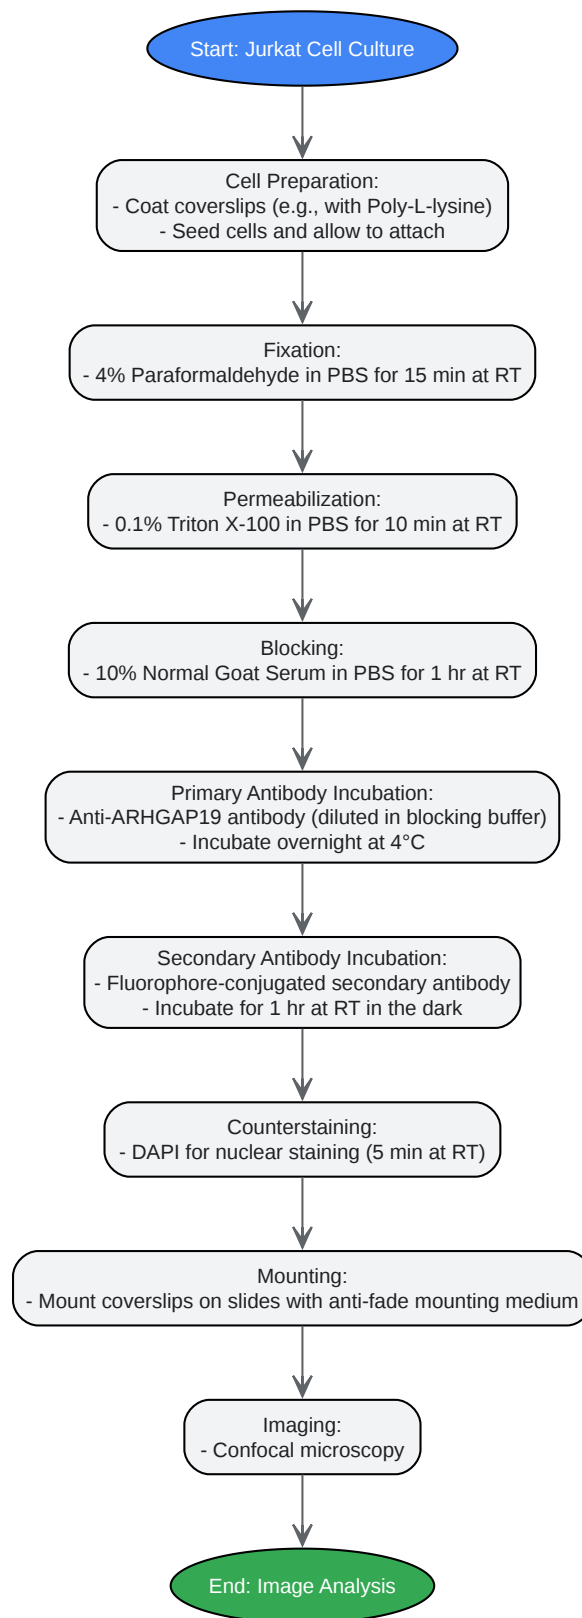 Start: Jurkat Cell Culture
Cell Preparation:
- Coat coverslips (e.g., with Poly-L-lysine)
- Seed cells and allow to attach
Fixation:
- 4% Paraformaldehyde in PBS for 15 min at RT
Permeabilization:
- 0.1% Triton X-100 in PBS for 10 min at RT
Blocking:
- 10% Normal Goat Serum in PBS for 1 hr at RT
Primary Antibody Incubation:
- Anti-ARHGAP19 antibody (diluted in blocking buffer)
- Incubate overnight at 4°C
Secondary Antibody Incubation:
- Fluorophore-conjugated secondary antibody
- Incubate for 1 hr at RT in the dark
Counterstaining:
- DAPI for nuclear staining (5 min at RT)
Mounting:
- Mount coverslips on slides with anti-fade mounting medium
Imaging:
- Confocal microscopy
End: Image Analysis